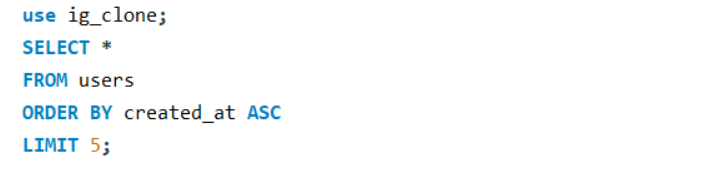 use ig_clone;
SELECT *
FROM users
ORDER BY created_at ASC
LIMIT 5;